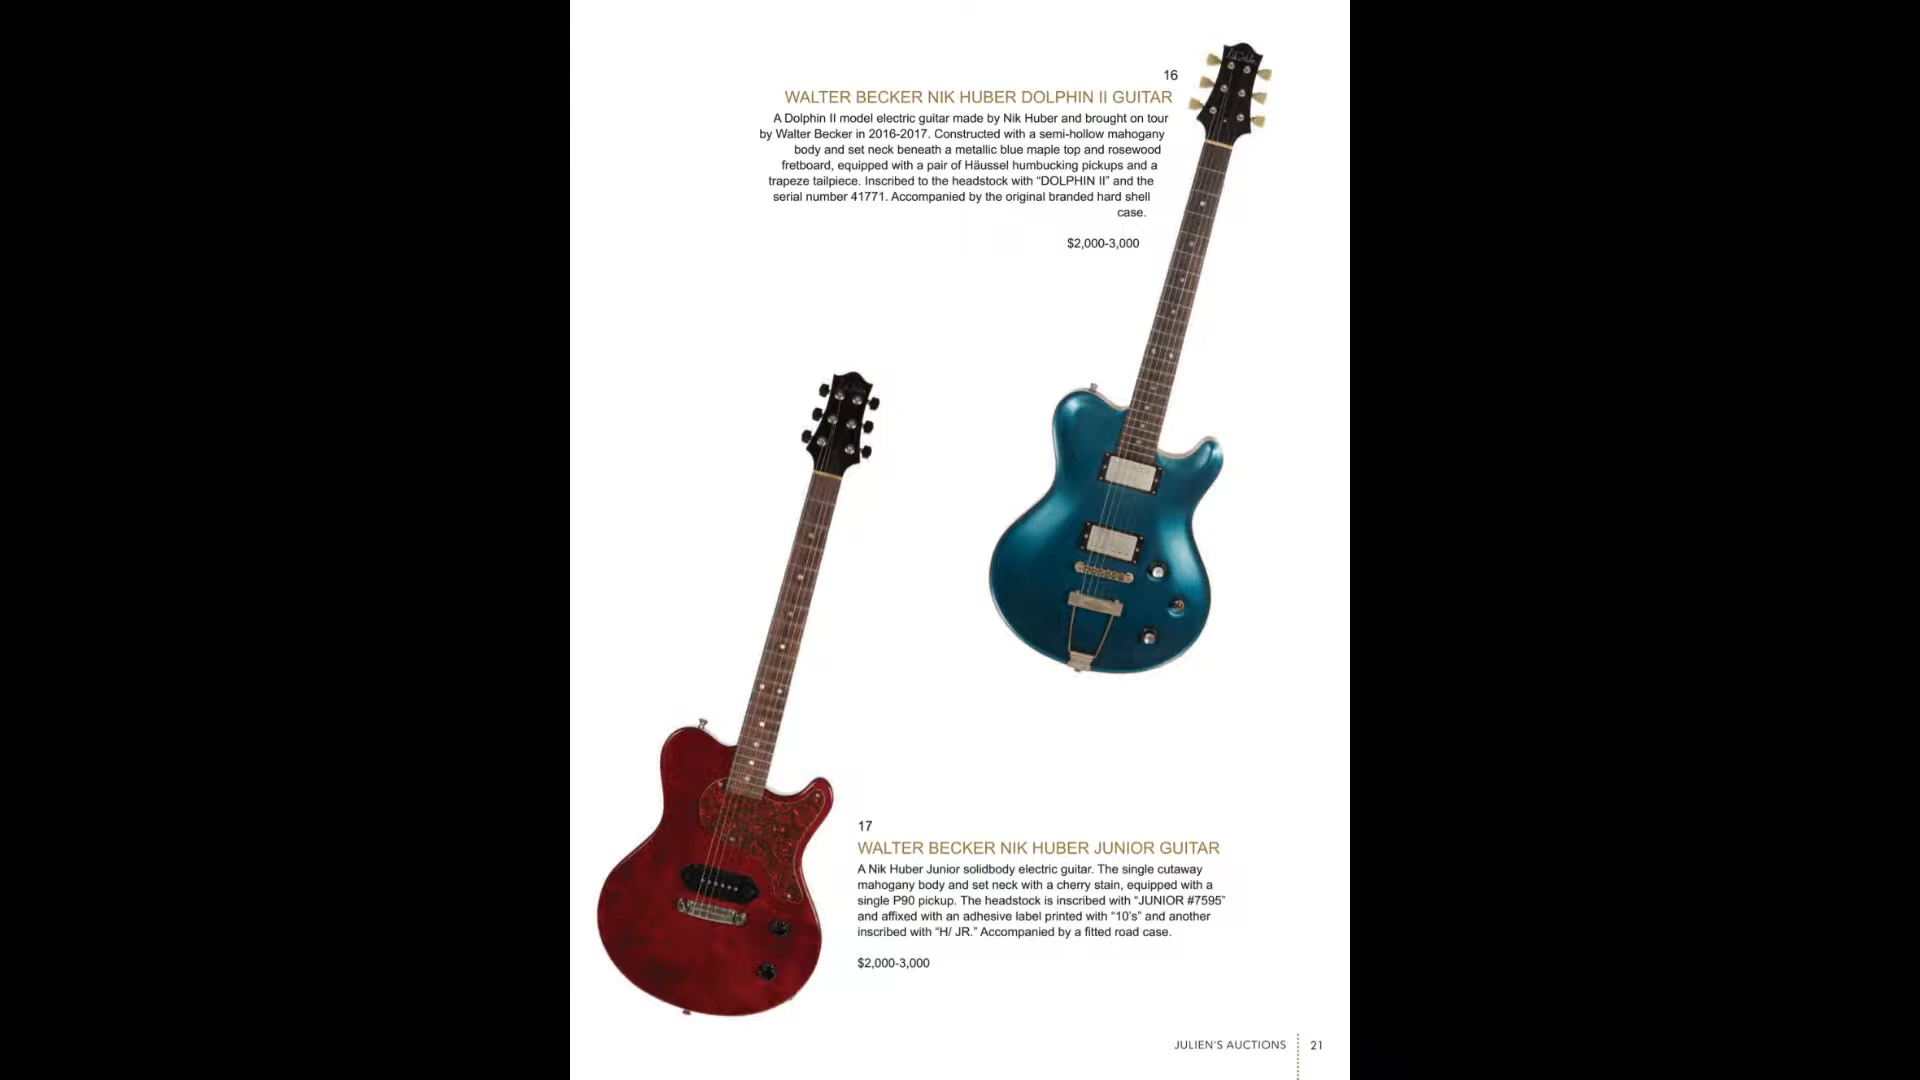 16
WALTER BECKER NIK HUBER DOLPHIN II GUITAR
A Dolphin II model electric guitar made by Nik Huber and brought on tour
by Walter Becker in 2016-2017. Constructed with a semi-hollow mahogany
body and set neck beneath a metallic blue maple top and rosewood
fretboard, equipped with a pair of Häussel humbucking pickups and a
trapeze tailpiece. Inscribed to the headstock with “DOLPHIN II” and the
serial number 41771. Accompanied by the original branded hard shell
case.
$2,000-3,000
17
WALTER BECKER NIK HUBER JUNIOR GUITAR
A Nik Huber Junior solidbody electric guitar. The single cutaway
mahogany body and set neck with a cherry stain, equipped with a
single P90 pickup. The headstock is inscribed with “JUNIOR #7595”
and affixed with an adhesive label printed with “10’s” and another
inscribed with “H/ JR.” Accompanied by a fitted road case.
$2,000-3,000
JULIEN'S AUCTIONS 21